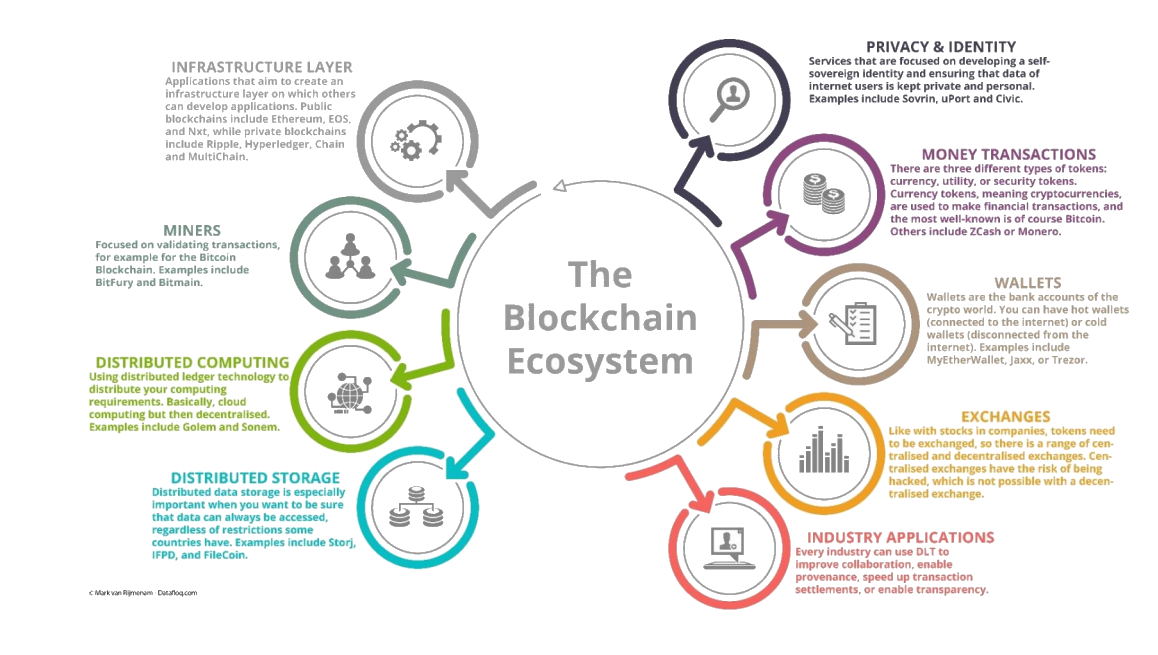 The
Blockchain
Ecosystem
PRIVACY & IDENTITY
Services that are focused on developing a self-
sovereign identity and ensuring that data of
internet users is kept private and personal.
Examples include Sovrin, uPort and Civic.
MONEY TRANSACTIONS
There are three different types of tokens:
currency, utility, or security tokens.
Currency tokens, meaning cryptocurrencies,
are used to make financial transactions, and
the most well-known is of course Bitcoin.
Others include ZCash or Monero.
WALLETS
Wallets are the bank accounts of the
crypto world. You can have hot wallets
(connected to the internet) or cold
wallets (disconnected from the
internet). Examples include
MyEtherWallet, Jaxx, or Trezor.
EXCHANGES
Like with stocks in companies, tokens need
to be exchanged, so there is a range of cen-
tralised and decentralised exchanges. Cen-
tralised exchanges have the risk of being
hacked, which is not possible with a decen-
tralised exchange.
INDUSTRY APPLICATIONS
Every industry can use DLT to
improve collaboration, enable
provenance, speed up transaction
settlements, or enable transparency.
DISTRIBUTED STORAGE
Distributed data storage is especially
important when you want to be sure
that data can always be accessed,
regardless of restrictions some
countries have. Examples include Storj,
IFPD, and FileCoin.
DISTRIBUTED COMPUTING
Using distributed ledger technology to
distribute your computing
requirements. Basically, cloud
computing but then decentralised.
Examples include Golem and Sonem.
MINERS
Focused on validating transactions,
for example for the Bitcoin
Blockchain. Examples include
BitFury and Bitmain.
INFRASTRUCTURE LAYER
Applications that aim to create an
infrastructure layer on which others
can develop applications. Public
blockchains include Ethereum, EOS,
and Nxt, while private blockchains
include Ripple, Hyperledger, Chain
and MultiChain.
© Mark van Rijmenam - Datafloq.com